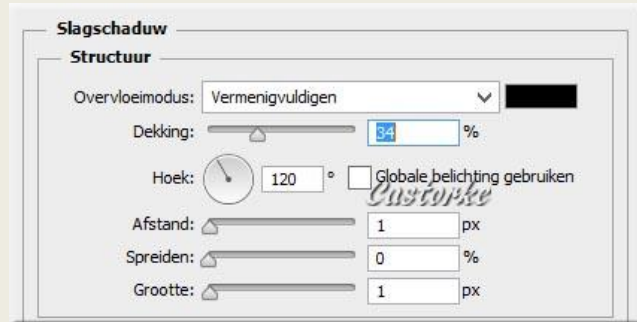 Slagschaduw
Structuur
Overvloeimodus: Vermenigvuldigen
Dekking: 34 %
Hoek: 120 ° Globale belichting gebruiken
Castorke
Afstand: 1 px
Spreiden: 0 %
Grootte: 1 px